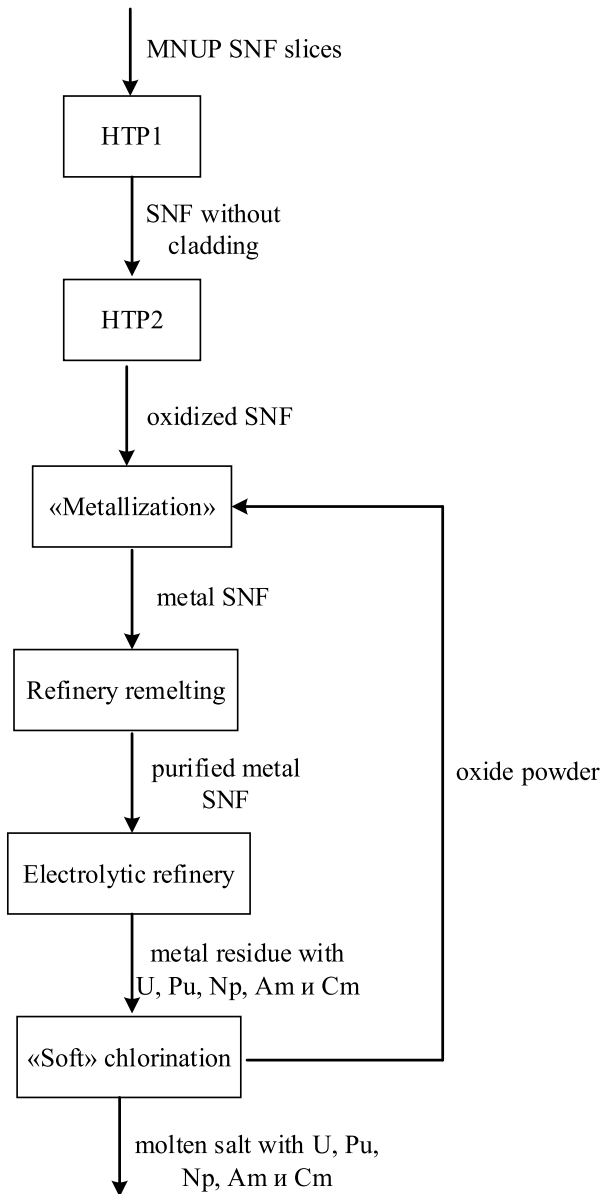 MNUP SNF slices
HTP1
SNF without
cladding
HTP2
oxidized SNF
«Metallization»
metal SNF
Refinery remelting
purified metal
SNF
oxide powder
Electrolytic refinery
metal residue with
U, Pu, Np, Am и Cm
«Soft» chlorination
molten salt with U, Pu,
Np, Am и Cm